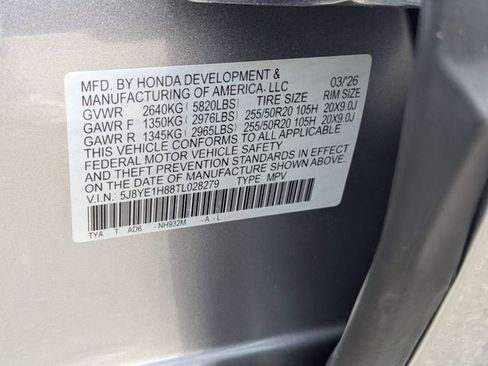 MFD. BY HONDA DEVELOPMENT & 03/'26
MANUFACTURING OF AMERICA, LLC
GVWR 2640KG (5820LBS) TIRE SIZE RIM SIZE
GAWR F 1350KG (2976LBS) 255/50R20 105H 20X9.0J
GAWR R 1345KG (2965LBS) 255/50R20 105H 20X9.0J
THIS VEHICLE CONFORMS TO ALL APPLICABLE
FEDERAL MOTOR VEHICLE SAFETY
AND THEFT PREVENTION STANDARDS IN EFFECT
ON THE DATE OF MANUFACTURE SHOWN ABOVE.
V.I.N. 5J8YE1H88TL028279 TYPE: MPV
TYA T AD6 -NH932M -A-L